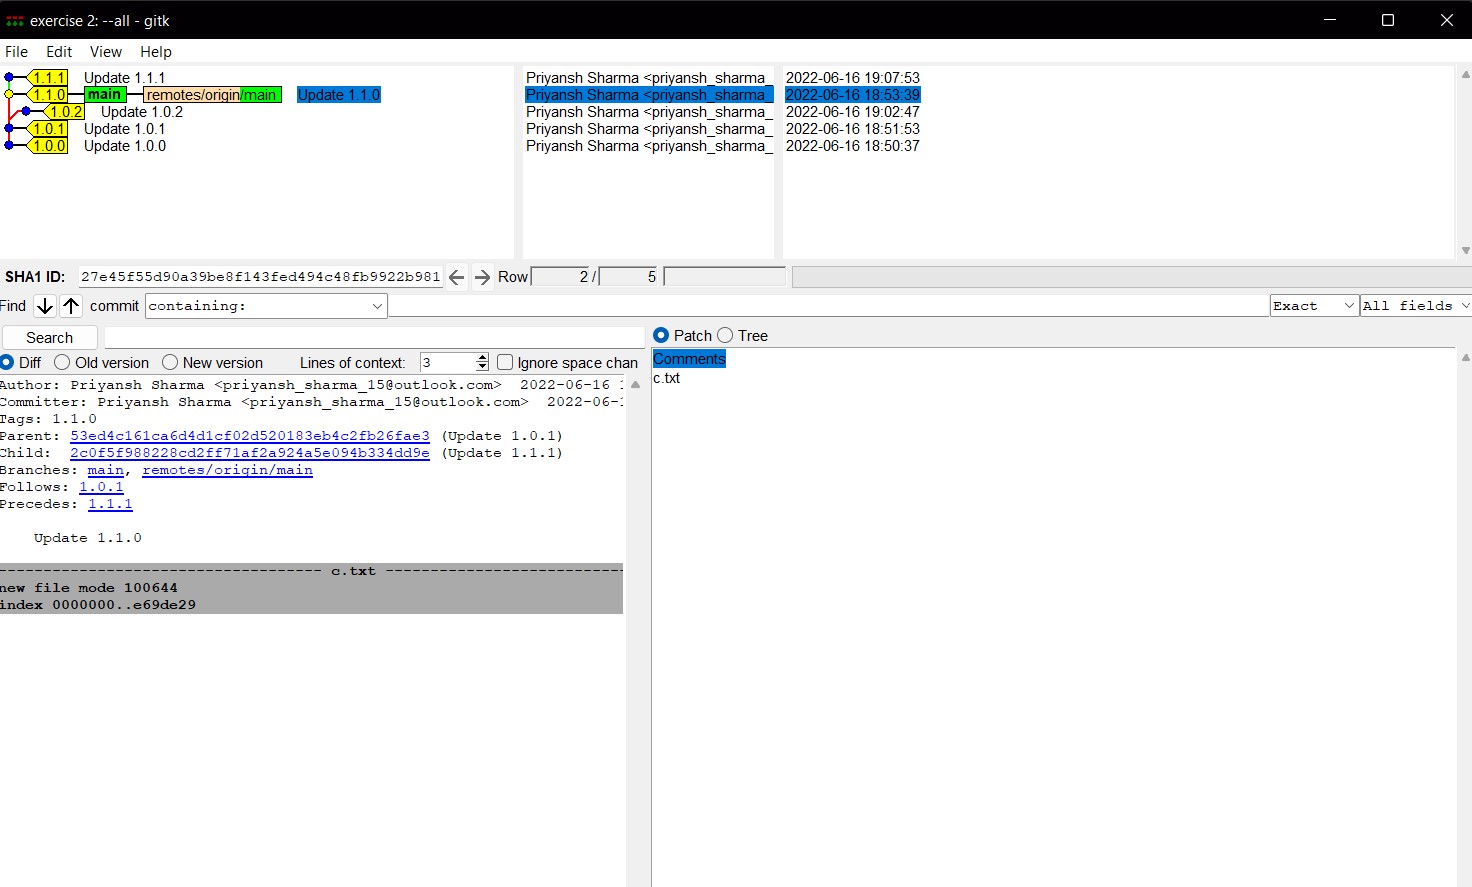 exercise 2: --all - gitk
File Edit View Help
1.1.1 Update 1.1.1 Priyansh Sharma <priyansh_sharma_ 2022-06-16 19:07:53
1.1.0 main remotes/origin/main Update 1.1.0 Priyansh Sharma <priyansh_sharma_ 2022-06-16 18:53:39
1.0.2 Update 1.0.2 Priyansh Sharma <priyansh_sharma_ 2022-06-16 19:02:47
1.0.1 Update 1.0.1 Priyansh Sharma <priyansh_sharma_ 2022-06-16 18:51:53
1.0.0 Update 1.0.0 Priyansh Sharma <priyansh_sharma_ 2022-06-16 18:50:37
SHA1 ID: 27e45f55d90a39be8f143fed494c48fb9922b981 Row 2 / 5
Find commit containing: Exact All fields
Search
Diff Old version New version Lines of context: 3 Ignore space chan
Author: Priyansh Sharma <priyansh_sharma_15@outlook.com> 2022-06-16 1
Committer: Priyansh Sharma <priyansh_sharma_15@outlook.com> 2022-06-1
Tags: 1.1.0
Parent: 53ed4c161ca6d4d1cf02d520183eb4c2fb26fae3 (Update 1.0.1)
Child: 2c0f5f988228cd2ff71af2a924a5e094b334dd9e (Update 1.1.1)
Branches: main, remotes/origin/main
Follows: 1.0.1
Precedes: 1.1.1
Update 1.1.0
------------------------------------ c.txt ---------------------------
new file mode 100644
index 0000000..e69de29
Patch Tree
Comments
c.txt